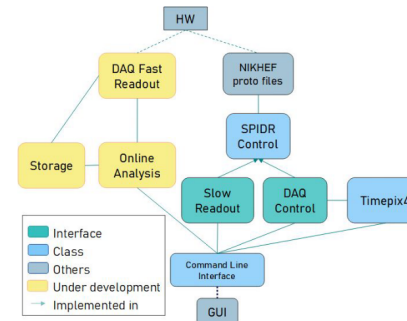 HW
DAQ Fast
Readout
NIKHEF
proto files
SPIDR
Control
Storage
Online
Analysis
Slow
Readout
DAQ
Control
Timepix4
Interface
Class
Others
Under development
Implemented in
Command Line
Interface
GUI